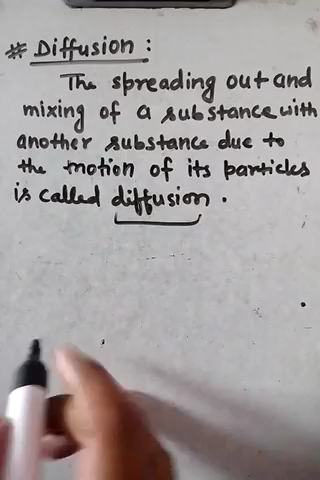 # Diffusion :
The spreading out and
mixing of a substance with
another substance due to
the motion of its particles
is called diffusion .